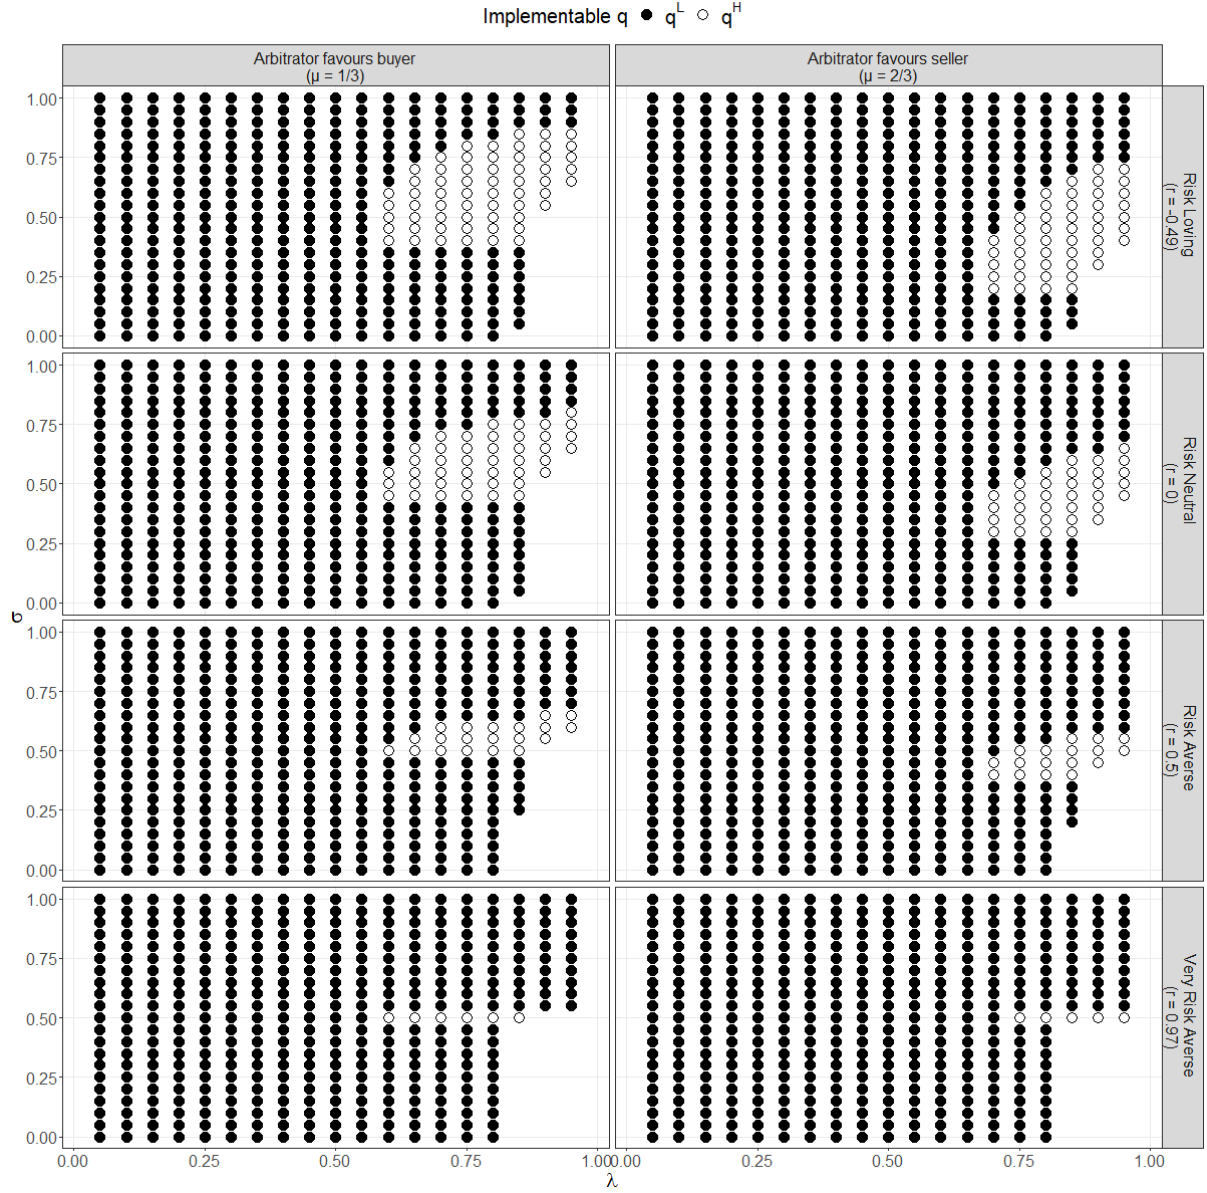 Implementable q ● qL ○ qH
Arbitrator favours buyer
(μ = 1/3)
Arbitrator favours seller
(μ = 2/3)
1.00
0.75
0.50
0.25
0.00
Risk Loving
(r = -0.49)
1.00
0.75
0.50
0.25
0.00
Risk Neutral
(r = 0)
σ
1.00
0.75
0.50
0.25
0.00
Risk Averse
(r = 0.5)
1.00
0.75
0.50
0.25
0.00
Very Risk Averse
(r = 0.97)
0.00 0.25 0.50 0.75 1.00 0.00 0.25 0.50 0.75 1.00
λ